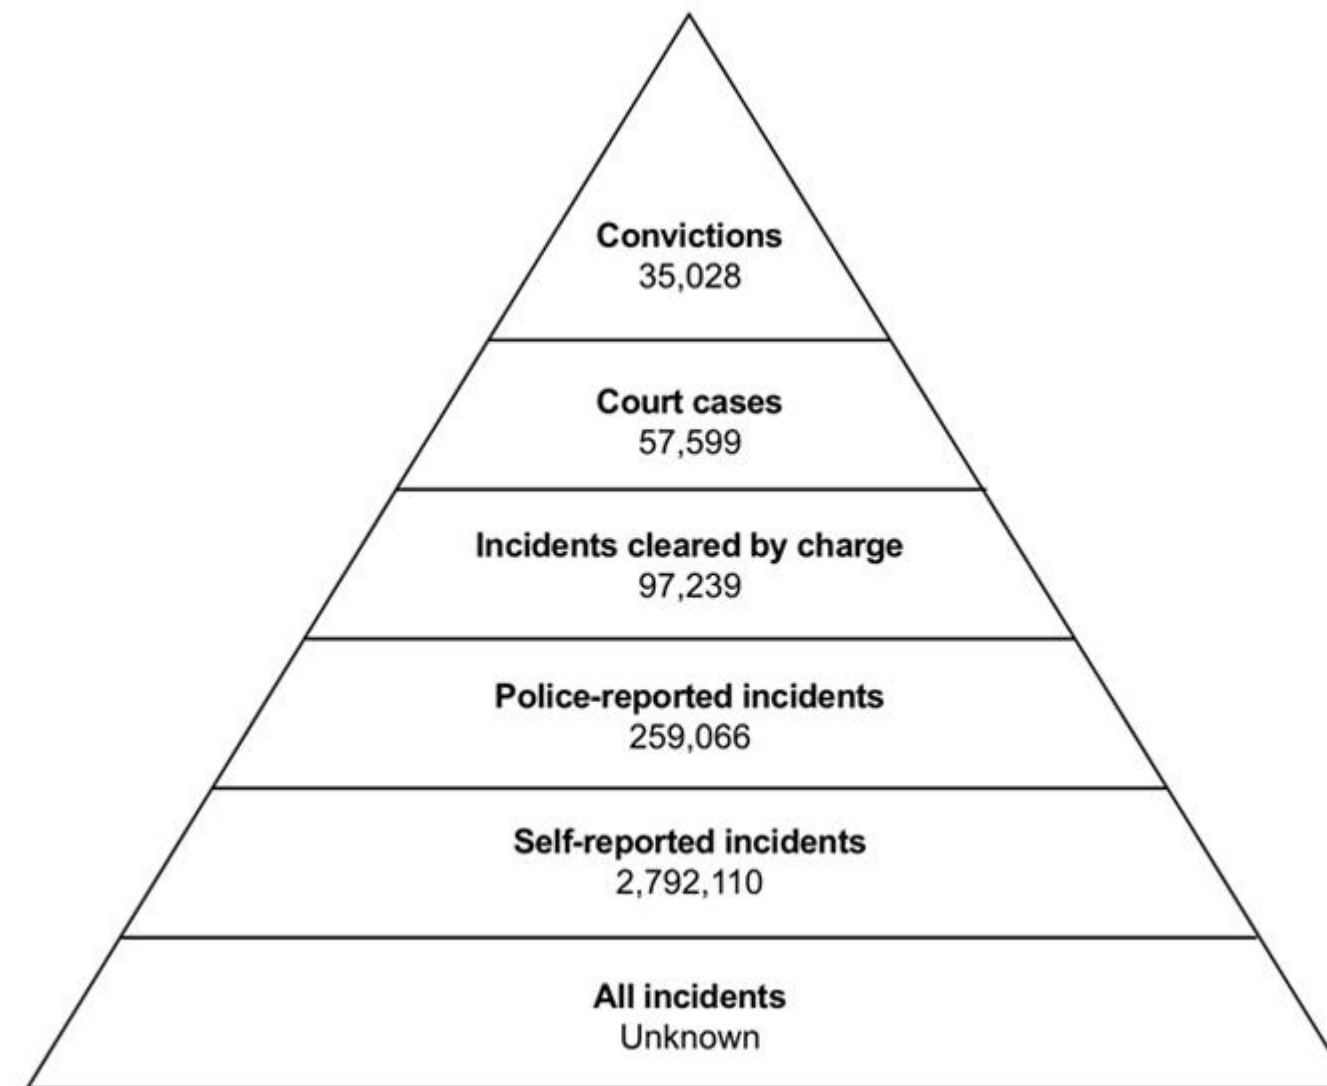 Convictions
35,028
Court cases
57,599
Incidents cleared by charge
97,239
Police-reported incidents
259,066
Self-reported incidents
2,792,110
All incidents
Unknown